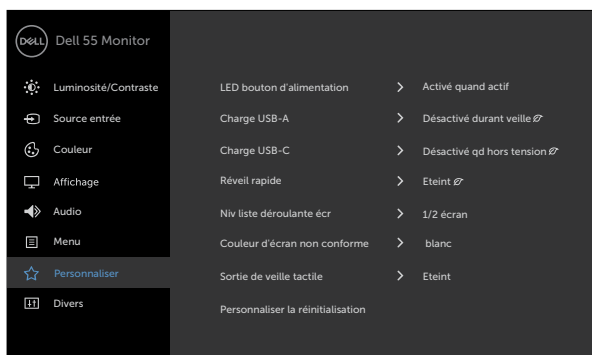 DELL Dell 55 Monitor
Luminosité/Contraste LED bouton d'alimentation Activé quand actif
Source entrée Charge USB-A Désactivé durant veille
Couleur Charge USB-C Désactivé qd hors tension
Affichage Réveil rapide Eteint
Audio Niv liste déroulante écr 1/2 écran
Menu Couleur d'écran non conforme blanc
Personnaliser Sortie de veille tactile Eteint
Divers Personnaliser la réinitialisation